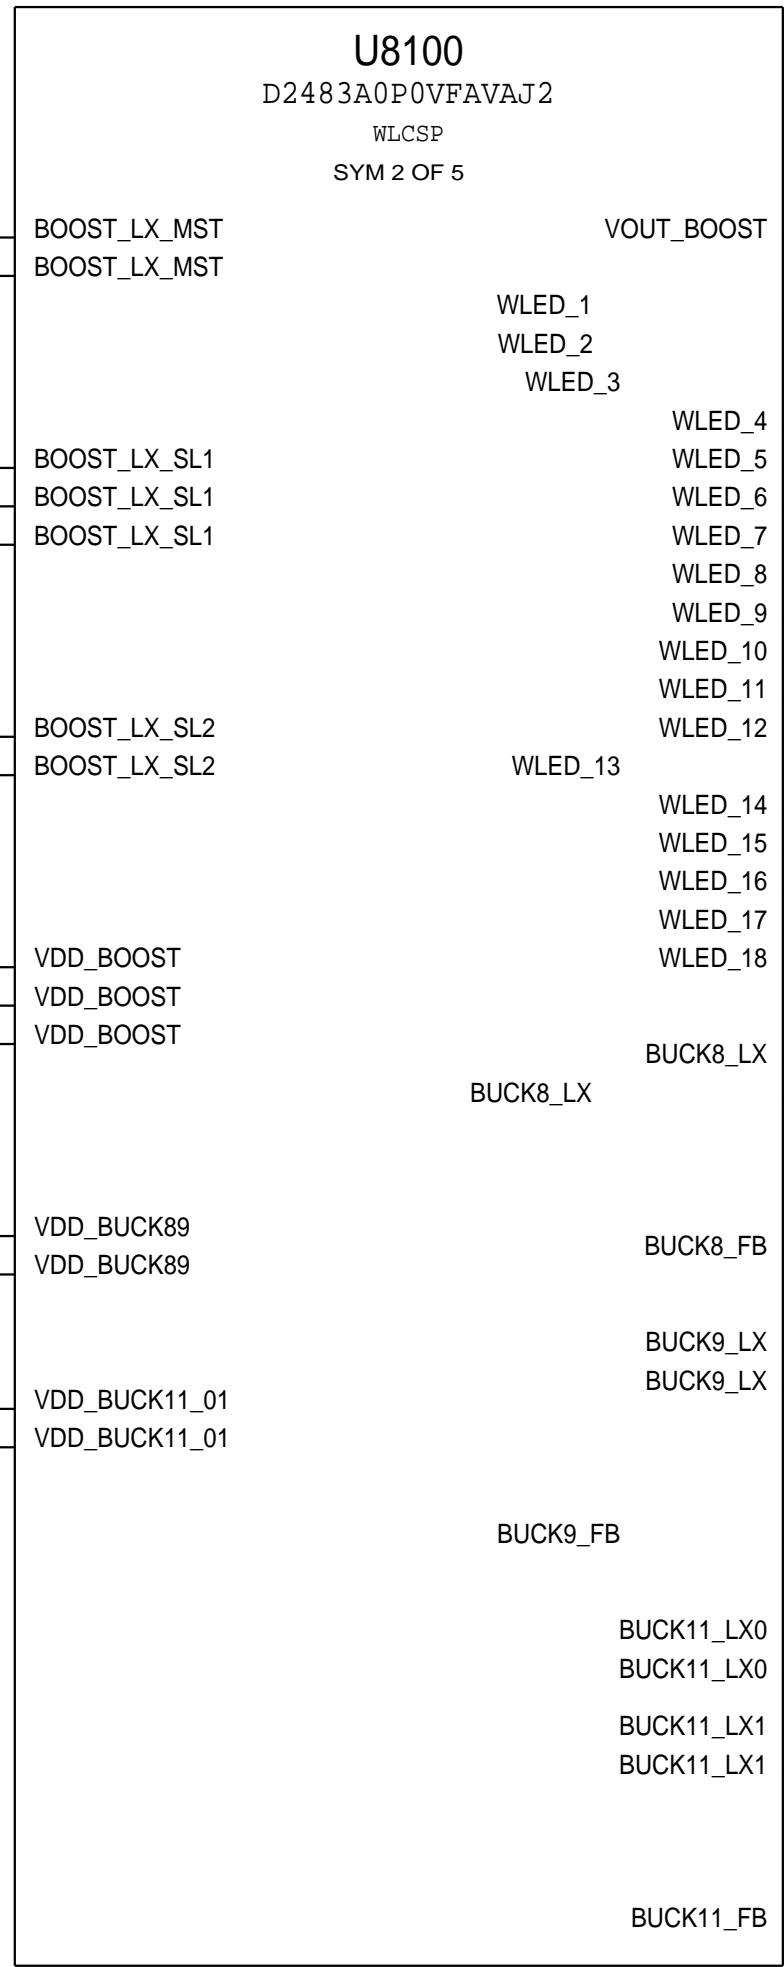 U8100
D2483A0P0VFAVAJ2
WLCSP
SYM 2 OF 5
BOOST_LX_MST VOUT_BOOST
BOOST_LX_MST
WLED_1
WLED_2
WLED_3
WLED_4
BOOST_LX_SL1 WLED_5
BOOST_LX_SL1 WLED_6
BOOST_LX_SL1 WLED_7
WLED_8
WLED_9
WLED_10
WLED_11
BOOST_LX_SL2 WLED_12
BOOST_LX_SL2 WLED_13
WLED_14
WLED_15
WLED_16
WLED_17
VDD_BOOST WLED_18
VDD_BOOST
VDD_BOOST
BUCK8_LX
BUCK8_LX
VDD_BUCK89
BUCK8_FB
VDD_BUCK89
BUCK9_LX
BUCK9_LX
VDD_BUCK11_01
VDD_BUCK11_01
BUCK9_FB
BUCK11_LX0
BUCK11_LX0
BUCK11_LX1
BUCK11_LX1
BUCK11_FB